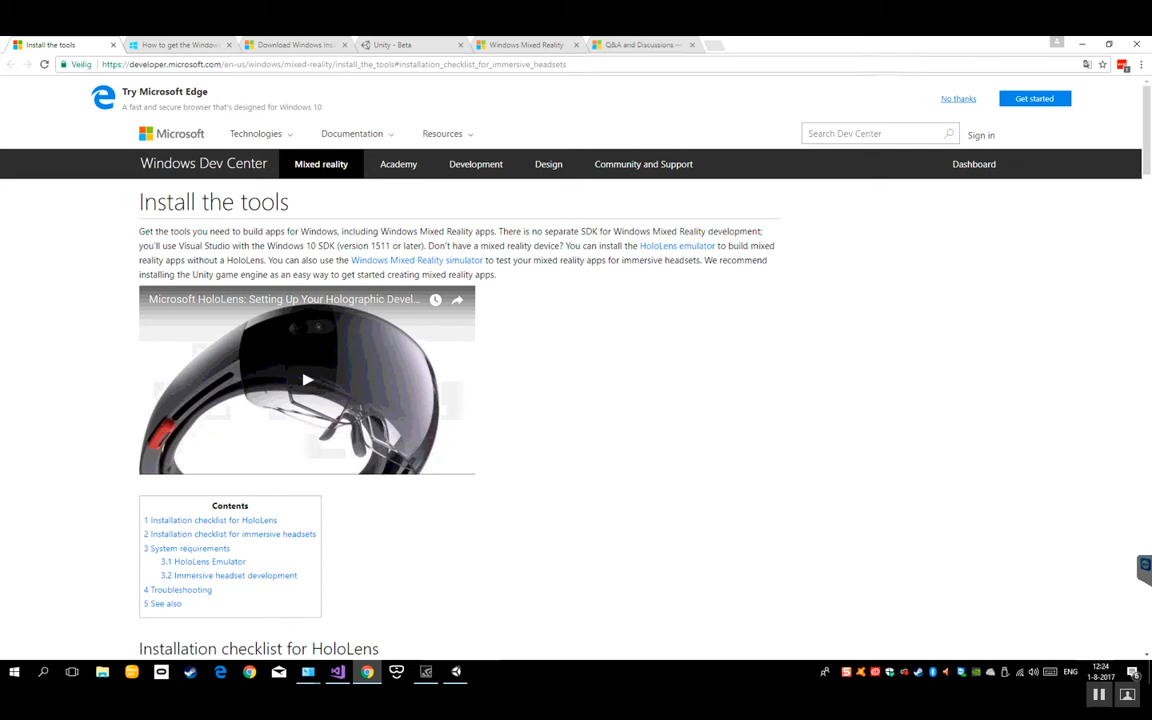 Install the tools
How to get the Window
Download Windows Insi
Unity - Beta
Windows Mixed Reality
Q&A and Discussions —
Veilig
https://developer.microsoft.com/en-us/windows/mixed-reality/install_the_tools#installation_checklist_for_immersive_headsets
Try Microsoft Edge
A fast and secure browser that's designed for Windows 10
No thanks
Get started
Microsoft
Technologies
Documentation
Resources
Search Dev Center
Sign in
Windows Dev Center
Mixed reality
Academy
Development
Design
Community and Support
Dashboard
Install the tools
Get the tools you need to build apps for Windows, including Windows Mixed Reality apps. There is no separate SDK for Windows Mixed Reality development;
you'll use Visual Studio with the Windows 10 SDK (version 1511 or later). Don't have a mixed reality device? You can install the HoloLens emulator to build mixed
reality apps without a HoloLens. You can also use the Windows Mixed Reality simulator to test your mixed reality apps for immersive headsets. We recommend
installing the Unity game engine as an easy way to get started creating mixed reality apps.
Microsoft HoloLens: Setting Up Your Holographic Devel...
Contents
1 Installation checklist for HoloLens
2 Installation checklist for immersive headsets
3 System requirements
3.1 HoloLens Emulator
3.2 Immersive headset development
4 Troubleshooting
5 See also
Installation checklist for HoloLens
ENG
12:24
1-8-2017